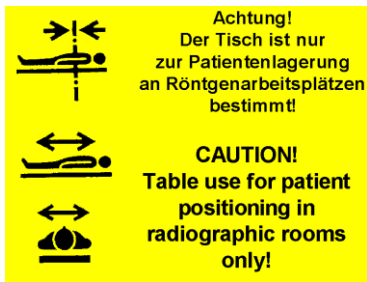 Achtung!
Der Tisch ist nur
zur Patientenlagerung
an Röntgenarbeitsplätzen
bestimmt!
CAUTION!
Table use for patient
positioning in
radiographic rooms
only!